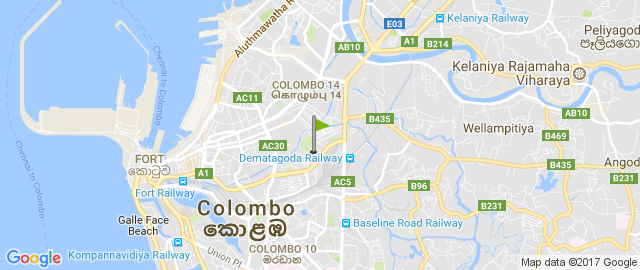 Kelaniya Railway
E03
Peliyagod
පෑලියගො
Aluthmawatha Rd
A1
AB10
B214
Chennai to Colombo
Kelaniya Rajamaha
Viharaya
COLOMBO 14
கொழும்பு 14
AC11
AB10
B435
Wellampitiya
B469
AC30
FORT
කොටුව
Dematagoda Railway
A1
B435
Angod
Chennai to Colombo
Fort Railway
AC5
B96
B231
B231
Colombo
කොළඹ
Galle Face
Beach
Baseline Road Railway
COLOMBO 10
මරදාන
Kompannavidiya Railway
Union Pl
Google
Map data ©2017 Google